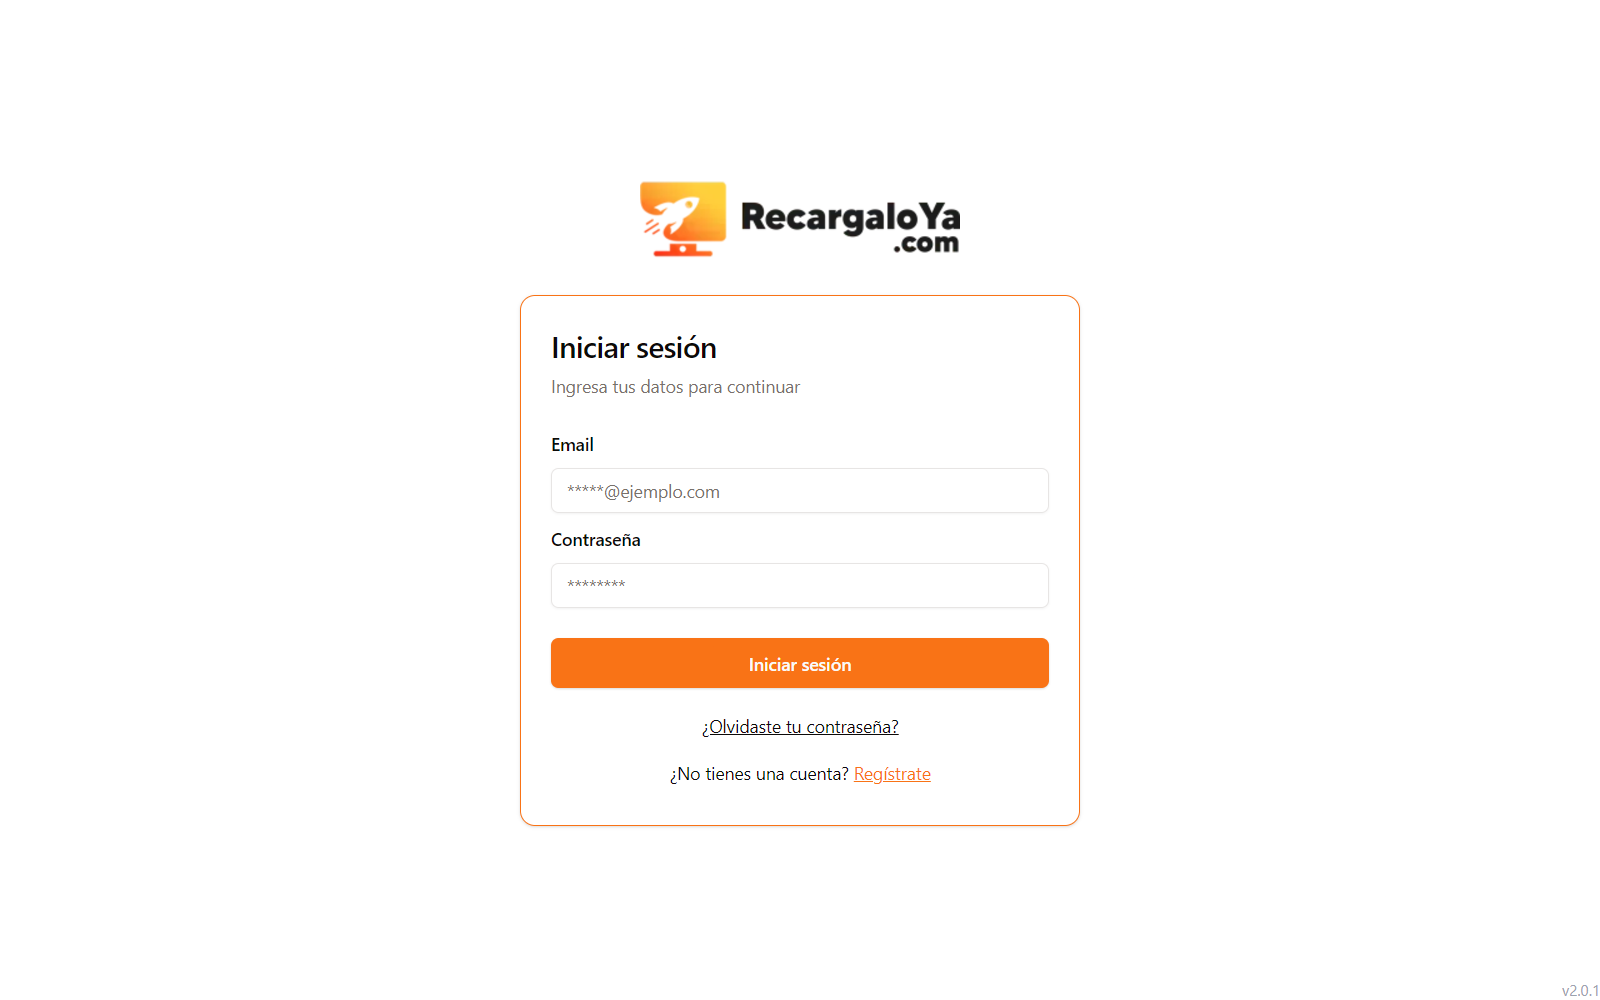 RecargaloYa
.com
Iniciar sesión
Ingresa tus datos para continuar
Email
*****@ejemplo.com
Contraseña
********
Iniciar sesión
¿Olvidaste tu contraseña?
¿No tienes una cuenta? Regístrate
v2.0.1